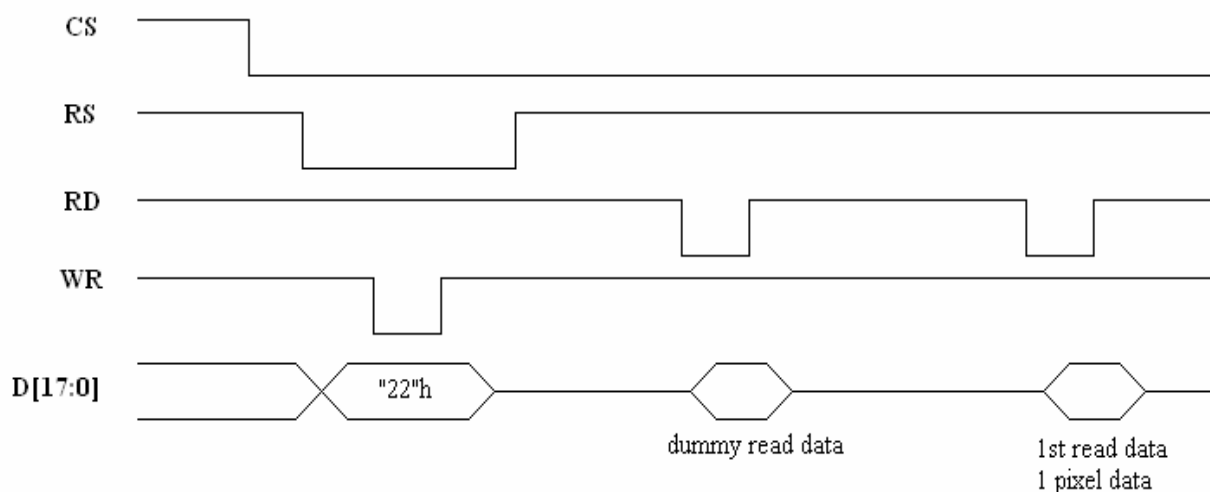 CS
RS
RD
WR
D[17:0]
"22"h
dummy read data
1st read data
1 pixel data